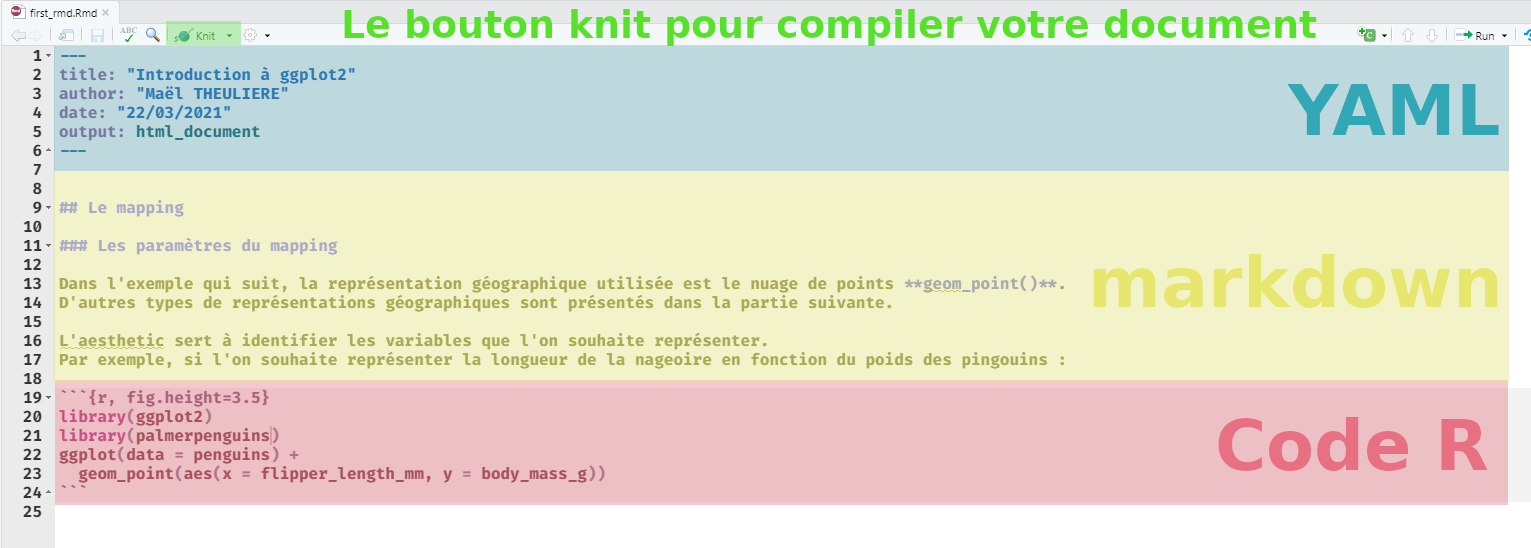 first_rmd.Rmd
Le bouton knit pour compiler votre document
ABC Knit Run
1 ---
2 title: "Introduction à ggplot2"
3 author: "Maël THEULIERE"
4 date: "22/03/2021"
5 output: html_document
6 ---
YAML
7
8
9 ## Le mapping
10
11 ### Les paramètres du mapping
12
13 Dans l'exemple qui suit, la représentation géographique utilisée est le nuage de points **geom_point()**.
14 D'autres types de représentations géographiques sont présentés dans la partie suivante.
markdown
15
16 L'aesthetic sert à identifier les variables que l'on souhaite représenter.
17 Par exemple, si l'on souhaite représenter la longueur de la nageoire en fonction du poids des pingouins :
18
19 ```{r, fig.height=3.5}
20 library(ggplot2)
21 library(palmerpenguins)
22 ggplot(data = penguins) +
23   geom_point(aes(x = flipper_length_mm, y = body_mass_g))
24 ```
Code R
25